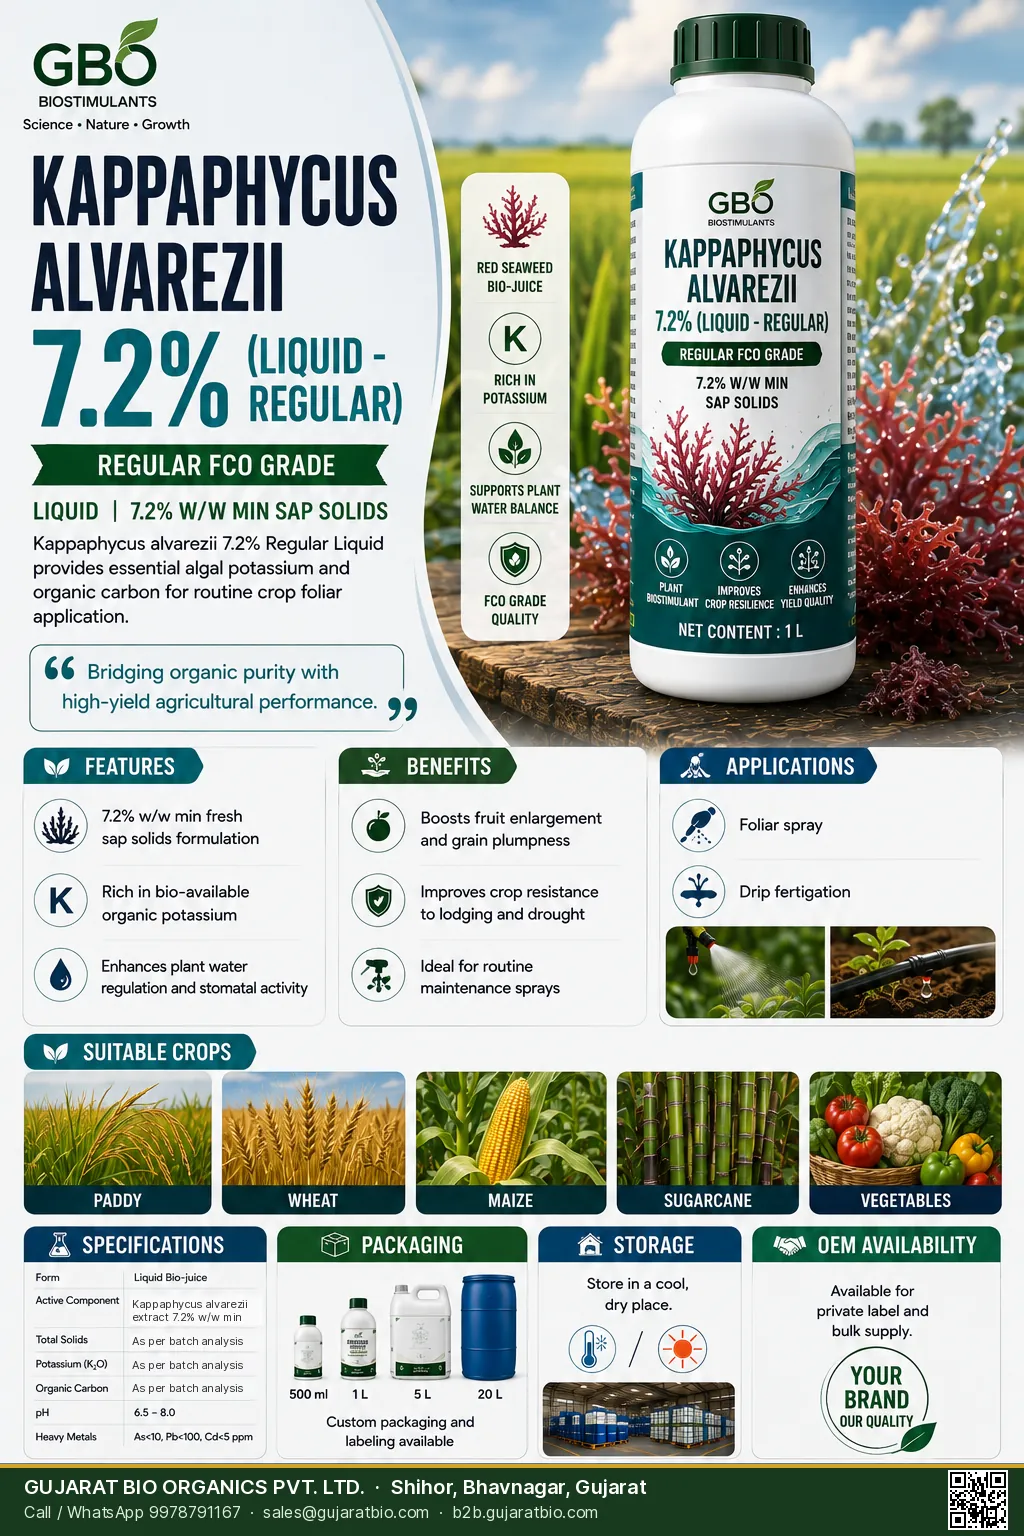 GBO
BIOSTIMULANTS
Science • Nature • Growth
KAPPAPHYCUS
ALVAREZII
7.2% (LIQUID -
REGULAR)
REGULAR FCO GRADE
LIQUID | 7.2% W/W MIN SAP SOLIDS
Kappaphycus alvarezii 7.2% Regular Liquid
provides essential algal potassium and
organic carbon for routine crop foliar
application.
“ Bridging organic purity with
high-yield agricultural performance. ”
RED SEAWEED
BIO-JUICE
K
RICH IN
POTASSIUM
SUPPORTS PLANT
WATER BALANCE
FCO GRADE
QUALITY
GBO
BIOSTIMULANTS
KAPPAPHYCUS
ALVAREZII
7.2% (LIQUID - REGULAR)
REGULAR FCO GRADE
7.2% W/W MIN
SAP SOLIDS
PLANT
BIOSTIMULANT
IMPROVES
CROP RESILIENCE
ENHANCES
YIELD QUALITY
NET CONTENT : 1 L
FEATURES
7.2% w/w min fresh
sap solids formulation
K
Rich in bio-available
organic potassium
Enhances plant water
regulation and stomatal activity
BENEFITS
Boosts fruit enlargement
and grain plumpness
Improves crop resistance
to lodging and drought
Ideal for routine
maintenance sprays
APPLICATIONS
Foliar spray
Drip fertigation
SUITABLE CROPS
PADDY
WHEAT
MAIZE
SUGARCANE
VEGETABLES
SPECIFICATIONS
Form Liquid Bio-juice
Active Component Kappaphycus alvarezii
extract 7.2% w/w min
Total Solids As per batch analysis
Potassium (K₂O) As per batch analysis
Organic Carbon As per batch analysis
pH 6.5 – 8.0
Heavy Metals As<10, Pb<100, Cd<5 ppm
PACKAGING
500 ml 1 L 5 L 20 L
Custom packaging and
labeling available
STORAGE
Store in a cool,
dry place.
OEM AVAILABILITY
Available for
private label and
bulk supply.
YOUR
BRAND
OUR QUALITY
GUJARAT BIO ORGANICS PVT. LTD. · Shihor, Bhavnagar, Gujarat
Call / WhatsApp 9978791167 · sales@gujaratbio.com · b2b.gujaratbio.com